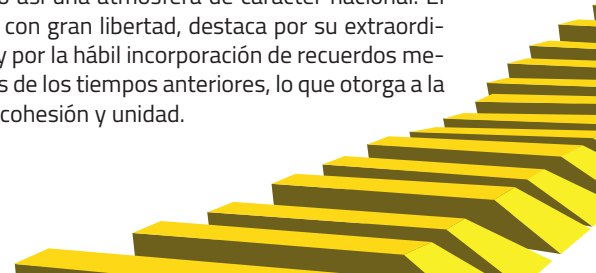 así una atmósfera de carácter nacional. El
con gran libertad, destaca por su extraordi-
y por la hábil incorporación de recuerdos me-
s de los tiempos anteriores, lo que otorga a la
cohesión y unidad.